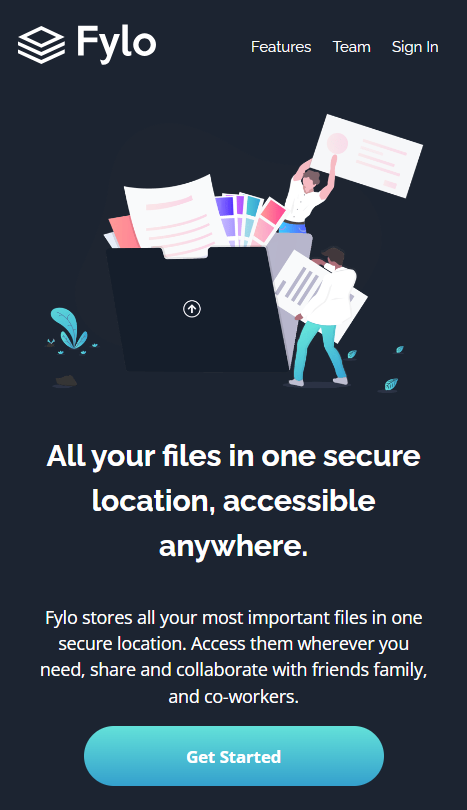 Fylo
Features Team Sign In
All your files in one secure
location, accessible
anywhere.
Fylo stores all your most important files in one
secure location. Access them wherever you
need, share and collaborate with friends family,
and co-workers.
Get Started